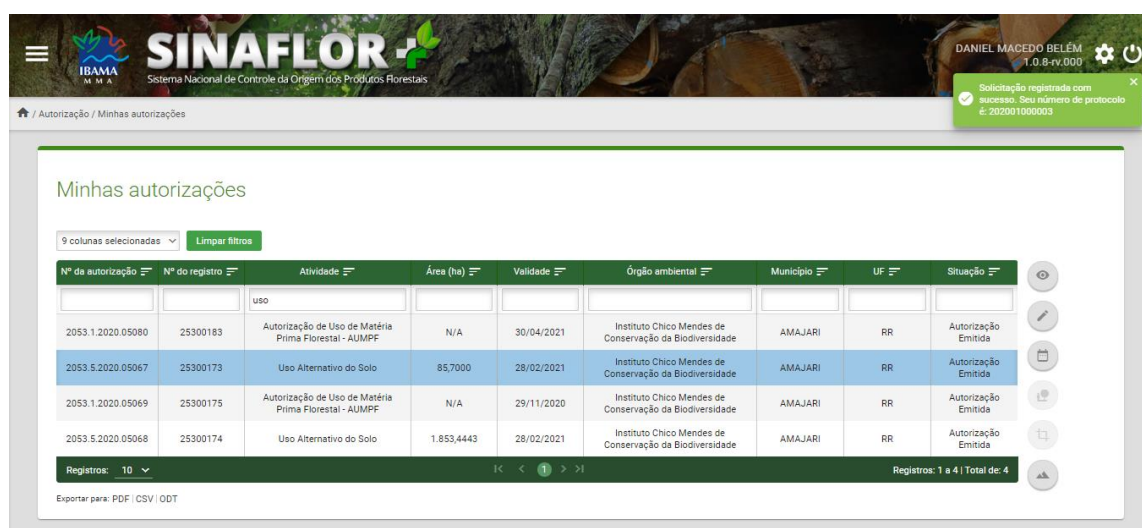 IBAMA
M M A
SINAFLOR+
Sistema Nacional de Controle da Origem dos Produtos Florestais
DANIEL MACEDO BELÉM
1.0.8-rv.000
Solicitação registrada com
sucesso. Seu número de protocolo
é: 202001000003
/ Autorização / Minhas autorizações
Minhas autorizações
9 colunas selecionadas Limpar filtros
Nº da autorização Nº do registro Atividade Área (ha) Validade Órgão ambiental Município UF Situação
uso
2053.1.2020.05080 25300183 Autorização de Uso de Matéria Prima Florestal - AUMPF N/A 30/04/2021 Instituto Chico Mendes de Conservação da Biodiversidade AMAJARI RR Autorização Emitida
2053.5.2020.05067 25300173 Uso Alternativo do Solo 85,7000 28/02/2021 Instituto Chico Mendes de Conservação da Biodiversidade AMAJARI RR Autorização Emitida
2053.1.2020.05069 25300175 Autorização de Uso de Matéria Prima Florestal - AUMPF N/A 29/11/2020 Instituto Chico Mendes de Conservação da Biodiversidade AMAJARI RR Autorização Emitida
2053.5.2020.05068 25300174 Uso Alternativo do Solo 1.853,4443 28/02/2021 Instituto Chico Mendes de Conservação da Biodiversidade AMAJARI RR Autorização Emitida
Registros: 10 1 Registros: 1 a 4 | Total de: 4
Exportar para: PDF | CSV | ODT